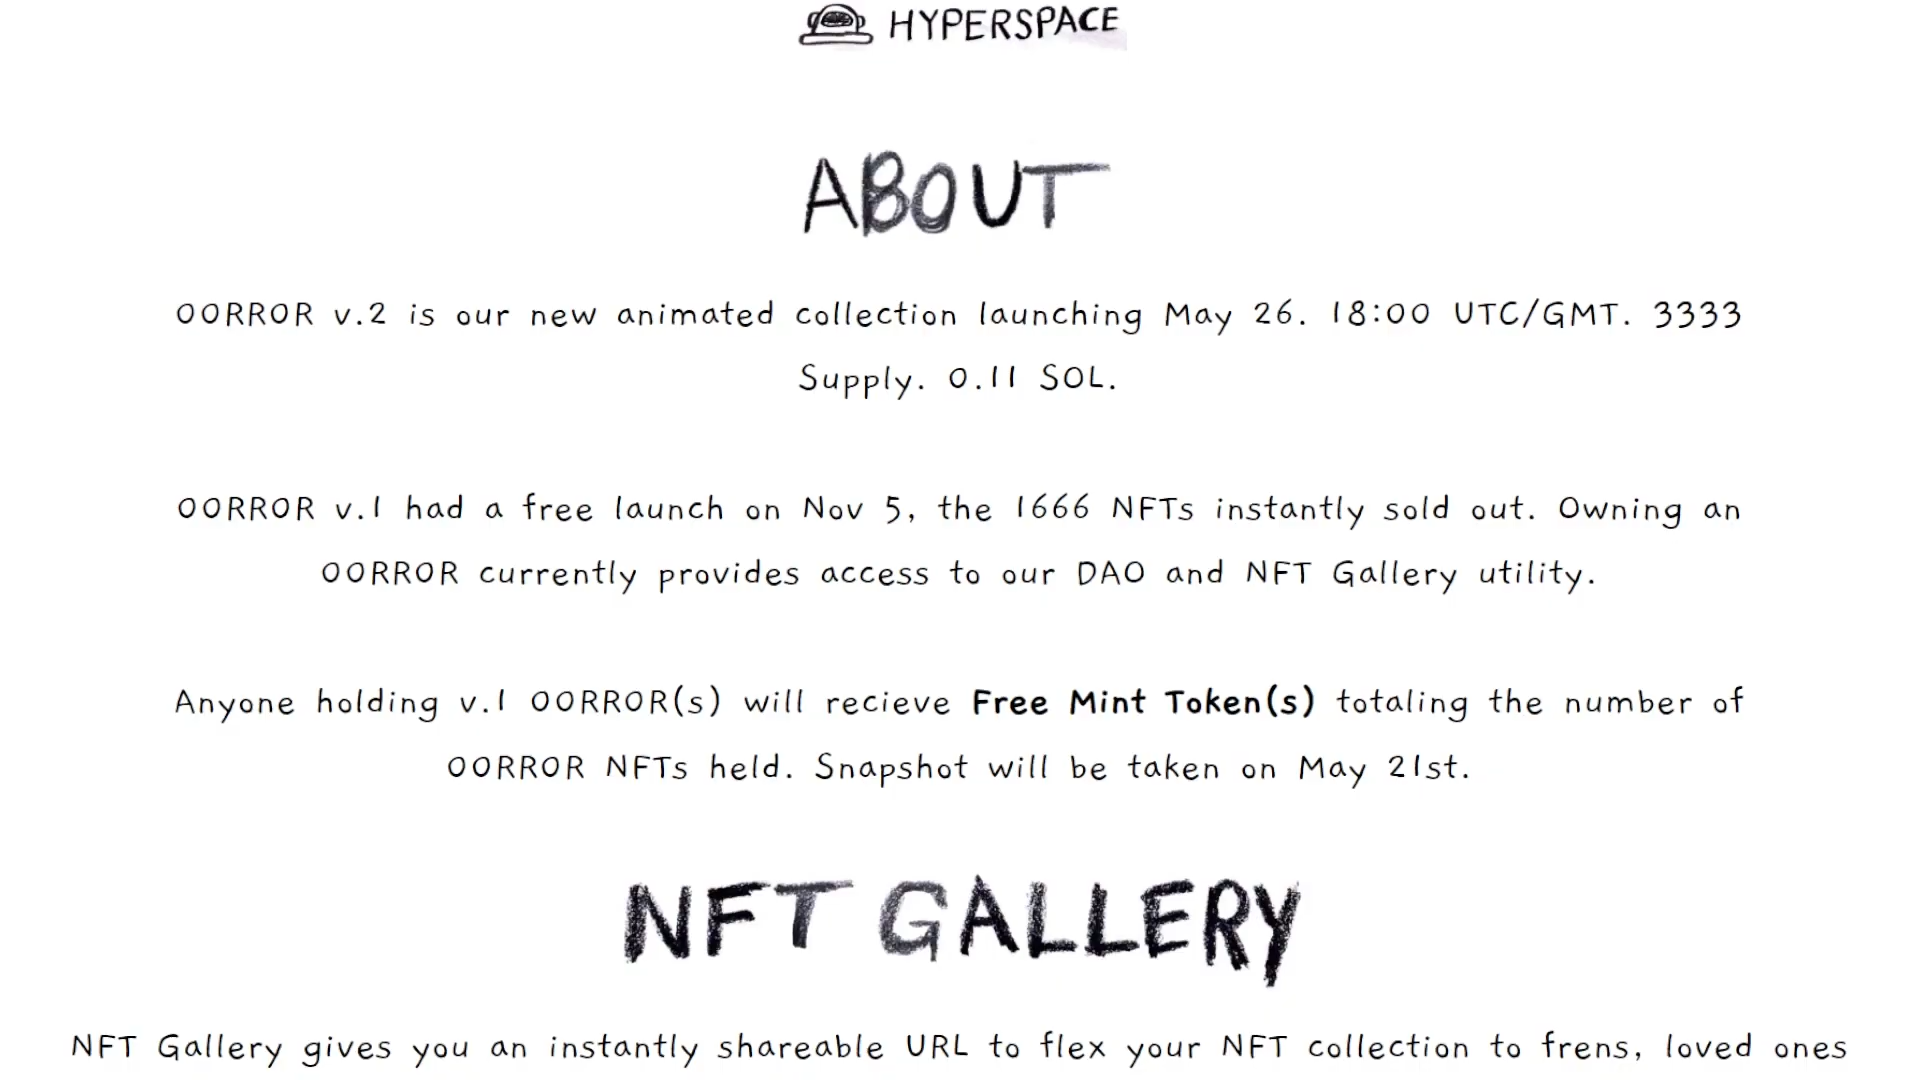 HYPERSPACE
ABOUT
OORROR v.2 is our new animated collection launching May 26. 18:00 UTC/GMT. 3333
Supply. 0.11 SOL.
OORROR v.1 had a free launch on Nov 5, the 1666 NFTs instantly sold out. Owning an
OORROR currently provides access to our DAO and NFT Gallery utility.
Anyone holding v.1 OORROR(s) will recieve Free Mint Token(s) totaling the number of
OORROR NFTs held. Snapshot will be taken on May 21st.
NFT GALLERY
NFT Gallery gives you an instantly shareable URL to flex your NFT collection to frens, loved ones